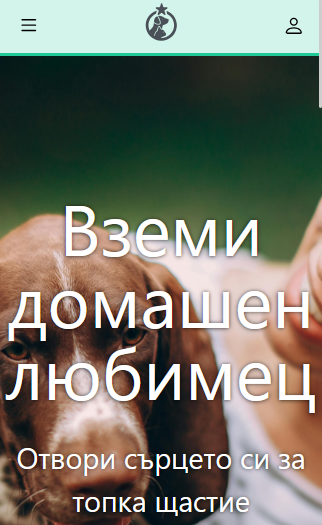 Вземи
домашен
любимец
Отвори сърцето си за
топка щастие